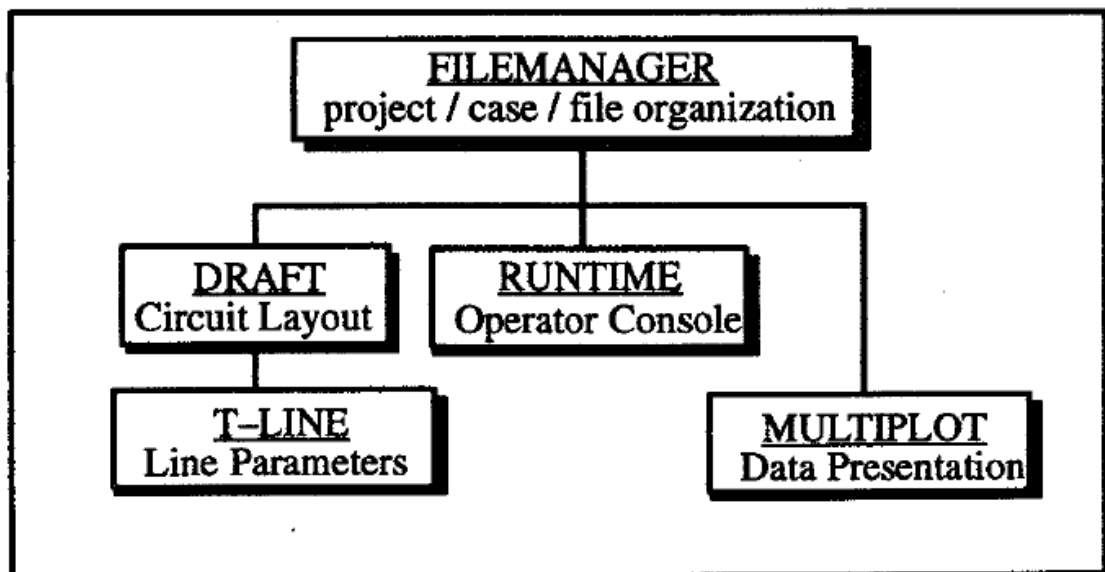 FILEMANAGER
project / case / file organization
DRAFT
Circuit Layout
RUNTIME
Operator Console
T–LINE
Line Parameters
MULTIPLOT
Data Presentation